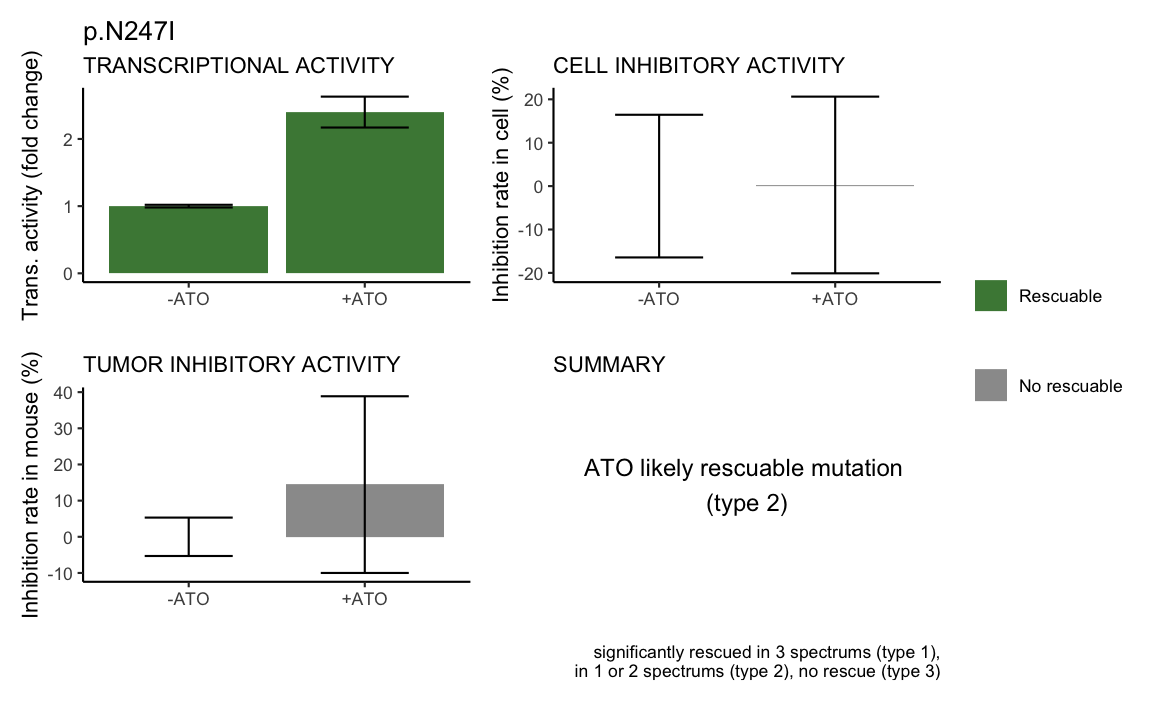 p.N247I
TRANSCRIPTIONAL ACTIVITY
Trans. activity (fold change)
2
1
0
-ATO
+ATO
CELL INHIBITORY ACTIVITY
Inhibition rate in cell (%)
20
10
0
-10
-20
-ATO
+ATO
Rescuable
No rescuable
TUMOR INHIBITORY ACTIVITY
Inhibition rate in mouse (%)
40
30
20
10
0
-10
-ATO
+ATO
SUMMARY
ATO likely rescuable mutation
(type 2)
significantly rescued in 3 spectrums (type 1),
in 1 or 2 spectrums (type 2), no rescue (type 3)